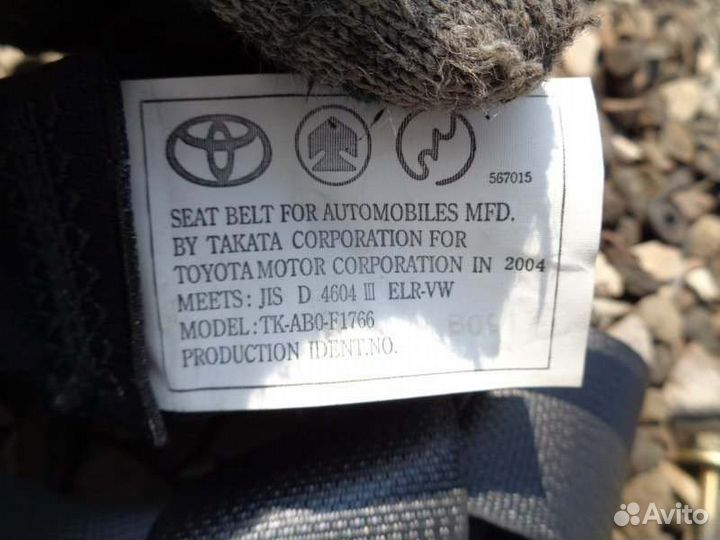 567015
SEAT BELT FOR AUTOMOBILES MFD.
BY TAKATA CORPORATION FOR
TOYOTA MOTOR CORPORATION IN 2004
MEETS: JIS D 4604 III ELR-VW
MODEL:TK-AB0-F1766
PRODUCTION IDENT.NO.
Avito